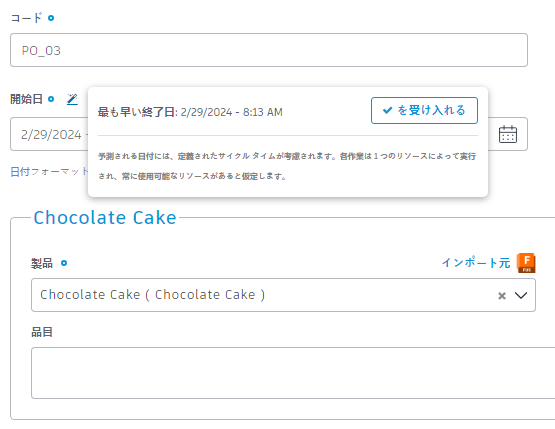 コード
PO_03
開始日
最も早い終了日: 2/29/2024 - 8:13 AM
を受け入れる
2/29/2024 -
予測される日付には、定義されたサイクル タイムが考慮されます。各作業は 1 つのリソースによって実行
され、常に使用可能なリソースがあると仮定します。
日付フォーマット
Chocolate Cake
製品
インポート元
F
Chocolate Cake ( Chocolate Cake )
品目